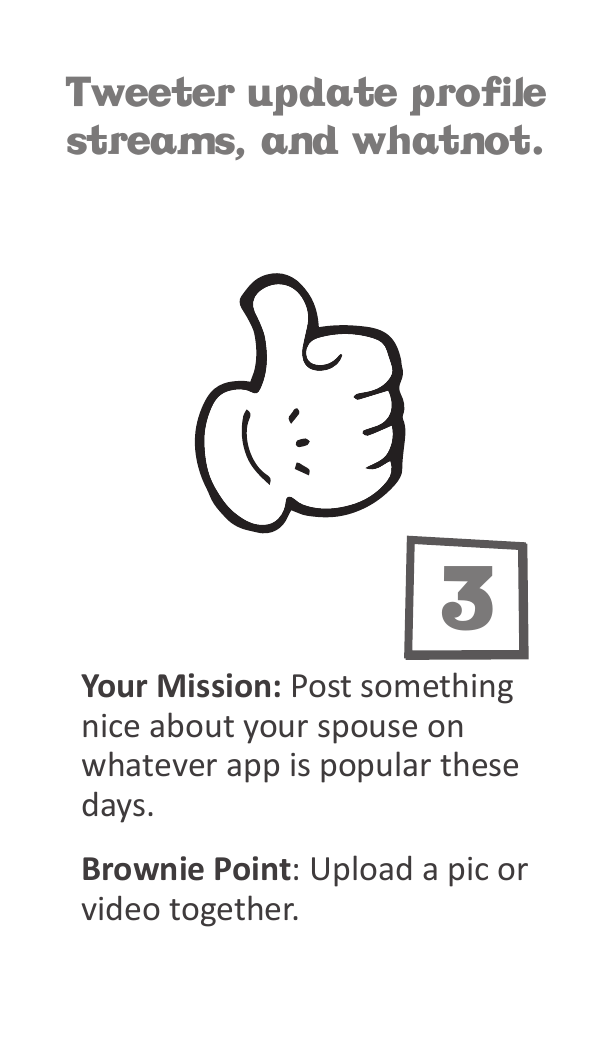 Tweeter update profile
streams, and whatnot.
3
Your Mission: Post something
nice about your spouse on
whatever app is popular these
days.
Brownie Point: Upload a pic or
video together.